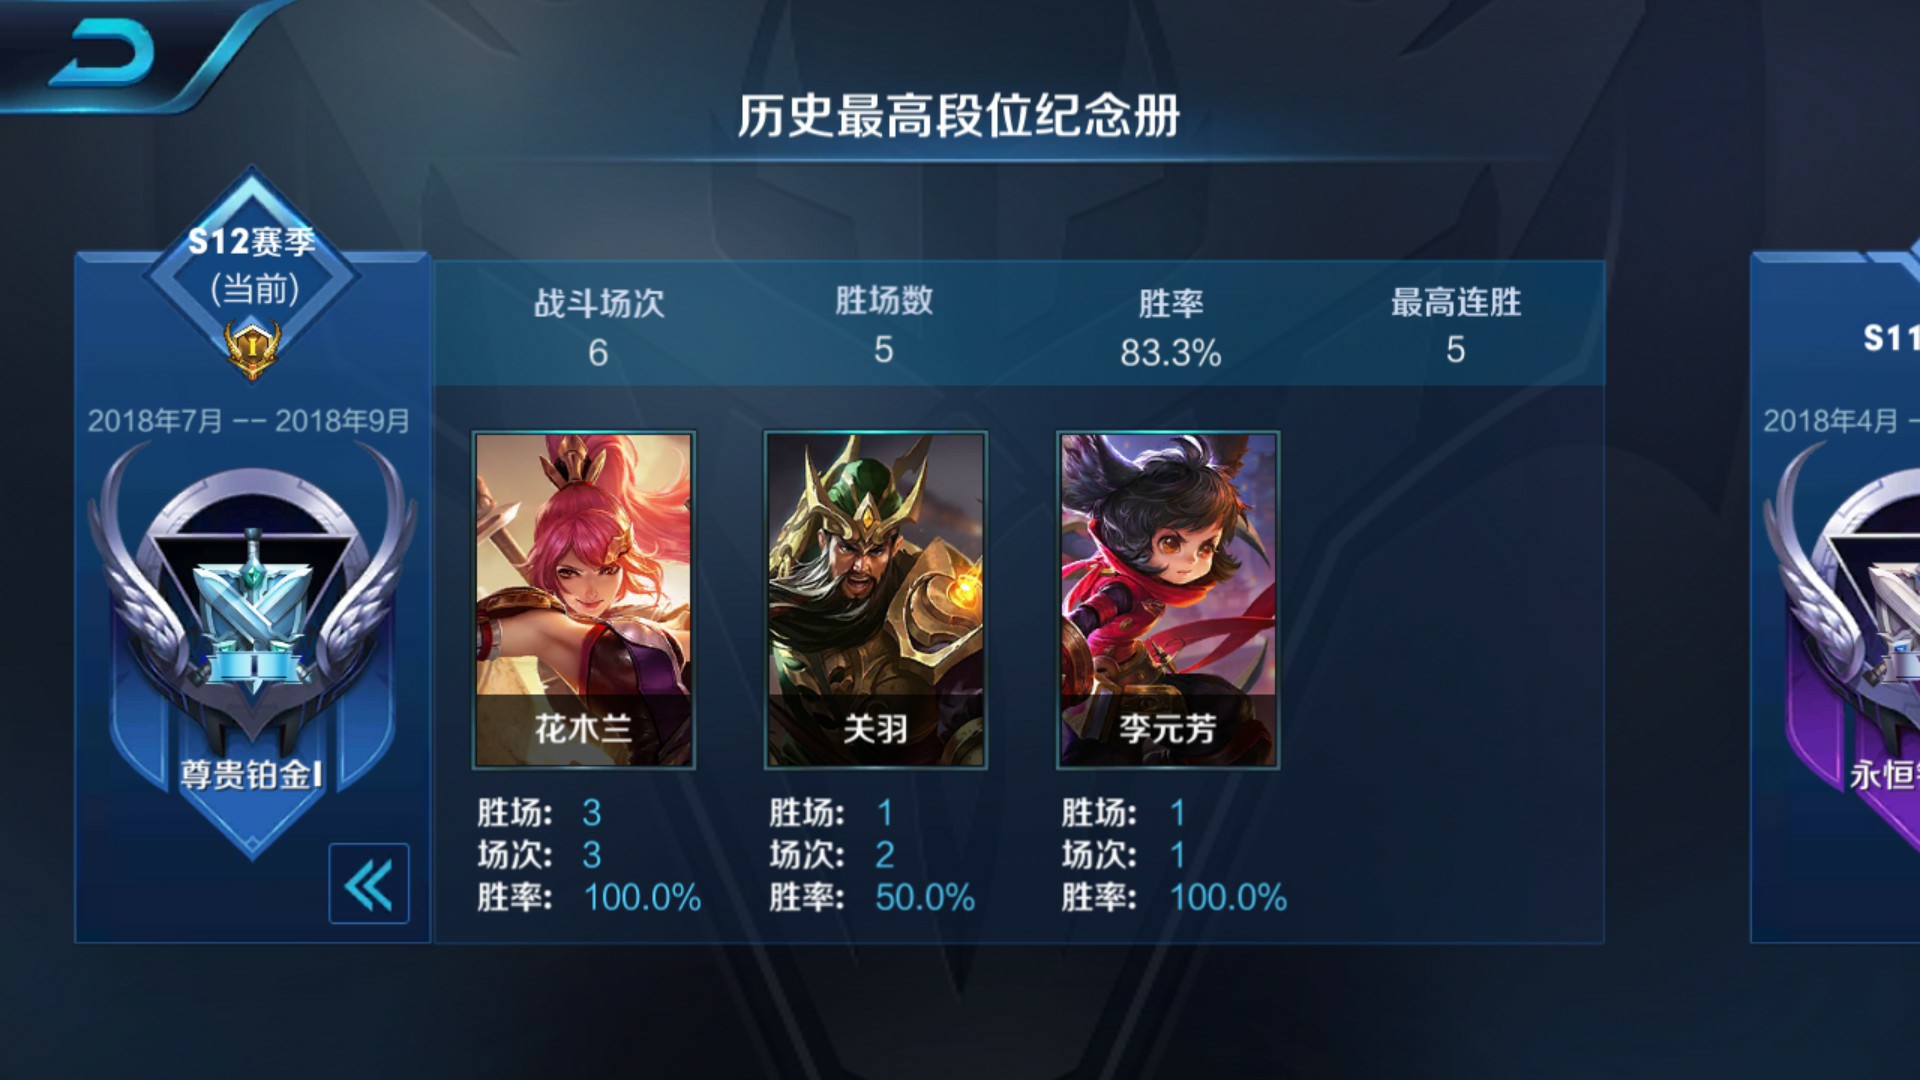 历史最高段位纪念册
S12赛季
(当前)
I
2018年7月 -- 2018年9月
尊贵铂金I
战斗场次
6
胜场数
5
胜率
83.3%
最高连胜
5
花木兰
胜场: 3
场次: 3
胜率: 100.0%
关羽
胜场: 1
场次: 2
胜率: 50.0%
李元芳
胜场: 1
场次: 1
胜率: 100.0%
S11
2018年4月 -
永恒